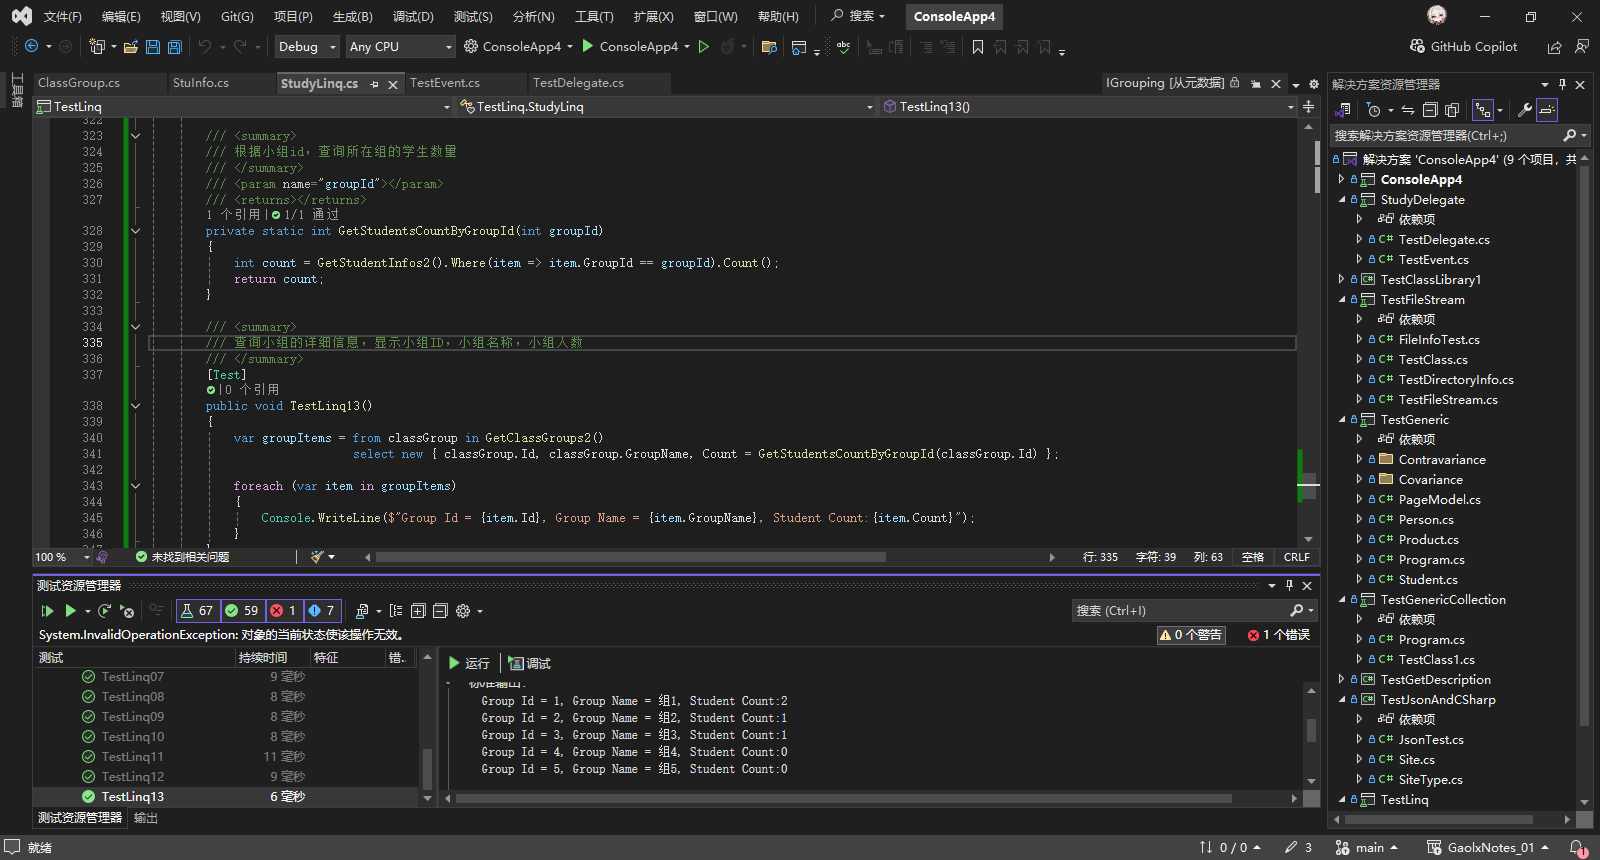 文件(F) 编辑(E) 视图(V) Git(G) 项目(P) 生成(B) 调试(D) 测试(S) 分析(N) 工具(T) 扩展(X) 窗口(W) 帮助(H) 搜索 ConsoleApp4
Debug Any CPU ConsoleApp4 ConsoleApp4 GitHub Copilot
工具箱
ClassGroup.cs StuInfo.cs StudyLinq.cs TestEvent.cs TestDelegate.cs IGrouping [从元数据]
TestLinq TestLinq.StudyLinq TestLinq13()
322
323 /// <summary>
324 /// 根据小组id，查询所在组的学生数量
325 /// </summary>
326 /// <param name="groupId"></param>
327 /// <returns></returns>
1 个引用 | 1/1 通过
328 private static int GetStudentsCountByGroupId(int groupId)
329 {
330 int count = GetStudentInfos2().Where(item => item.GroupId == groupId).Count();
331 return count;
332 }
333
334 /// <summary>
335 /// 查询小组的详细信息，显示小组ID，小组名称，小组人数
336 /// </summary>
337 [Test]
| 0 个引用
338 public void TestLinq13()
339 {
340 var groupItems = from classGroup in GetClassGroups2()
341 select new { classGroup.Id, classGroup.GroupName, Count = GetStudentsCountByGroupId(classGroup.Id) };
342
343 foreach (var item in groupItems)
344 {
345 Console.WriteLine($"Group Id = {item.Id}, Group Name = {item.GroupName}, Student Count:{item.Count}");
346 }
100 % 未找到相关问题 行: 335 字符: 39 列: 63 空格 CRLF
测试资源管理器
67 59 1 7 搜索 (Ctrl+I)
System.InvalidOperationException: 对象的当前状态使该操作无效。 0 个警告 1 个错误
测试 持续时间 特征 错..
TestLinq07 9 毫秒
TestLinq08 8 毫秒
TestLinq09 8 毫秒
TestLinq10 8 毫秒
TestLinq11 11 毫秒
TestLinq12 9 毫秒
TestLinq13 6 毫秒
运行 调试
标准输出:
Group Id = 1, Group Name = 组1, Student Count:2
Group Id = 2, Group Name = 组2, Student Count:1
Group Id = 3, Group Name = 组3, Student Count:1
Group Id = 4, Group Name = 组4, Student Count:0
Group Id = 5, Group Name = 组5, Student Count:0
测试资源管理器 输出
解决方案资源管理器
搜索解决方案资源管理器(Ctrl+;)
解决方案 'ConsoleApp4' (9 个项目，共
ConsoleApp4
StudyDelegate
依赖项
C# TestDelegate.cs
C# TestEvent.cs
C# TestClassLibrary1
TestFileStream
依赖项
C# FileInfoTest.cs
C# TestClass.cs
C# TestDirectoryInfo.cs
C# TestFileStream.cs
TestGeneric
依赖项
Contravariance
Covariance
C# PageModel.cs
C# Person.cs
C# Product.cs
C# Program.cs
C# Student.cs
TestGenericCollection
依赖项
C# Program.cs
C# TestClass1.cs
TestGetDescription
C# TestJsonAndCSharp
依赖项
C# JsonTest.cs
C# Site.cs
C# SiteType.cs
TestLinq
就绪 0 / 0 3 main GaolxNotes_01 1